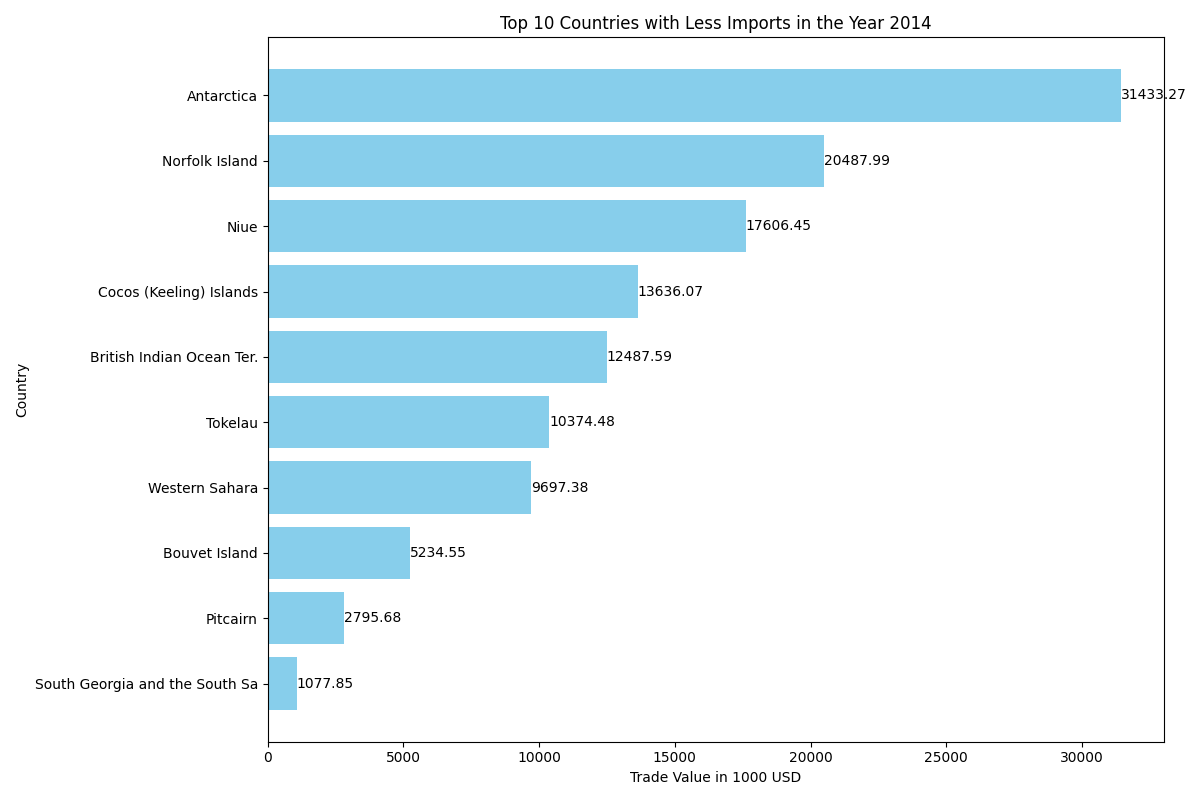 Top 10 Countries with Less Imports in the Year 2014
Country
Antarctica 31433.27
Norfolk Island 20487.99
Niue 17606.45
Cocos (Keeling) Islands 13636.07
British Indian Ocean Ter. 12487.59
Tokelau 10374.48
Western Sahara 9697.38
Bouvet Island 5234.55
Pitcairn 2795.68
South Georgia and the South Sa 1077.85
0 5000 10000 15000 20000 25000 30000
Trade Value in 1000 USD